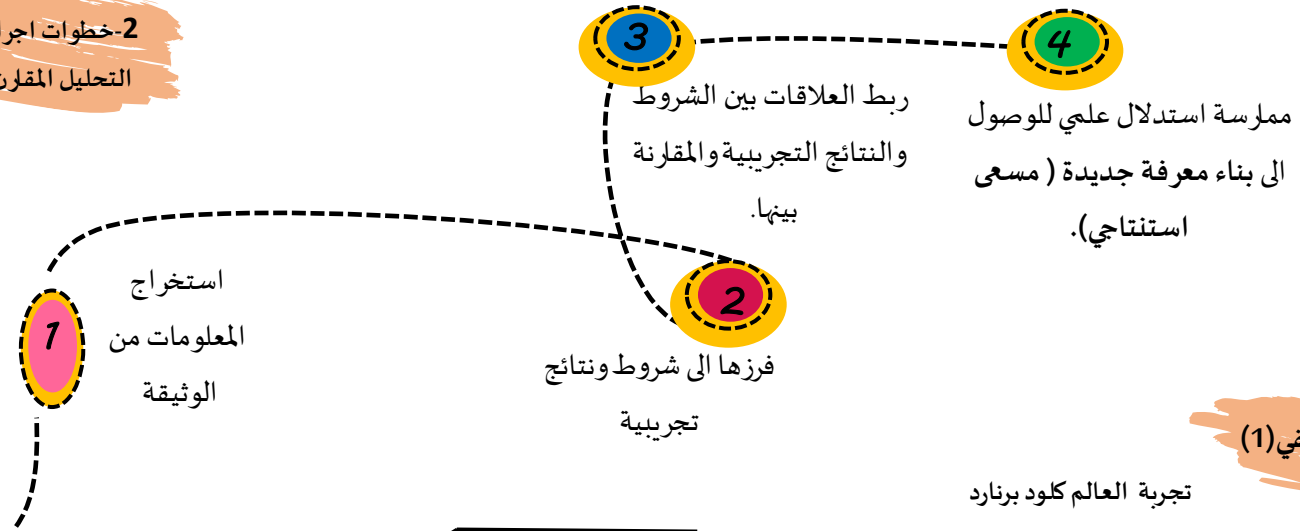 2-خطوات اجرا
التحليل المقارن
3
4
ربط العلاقات بين الشروط
والنتائج التجريبية والمقارنة
بينها.
ممارسة استدلال علمي للوصول
الى بناء معرفة جديدة ( مسعى
استنتاجي).
1
استخراج
المعلومات من
الوثيقة
2
فرزها الى شروط ونتائج
تجريبية
(1)
تجربة العالم كلود برنارد